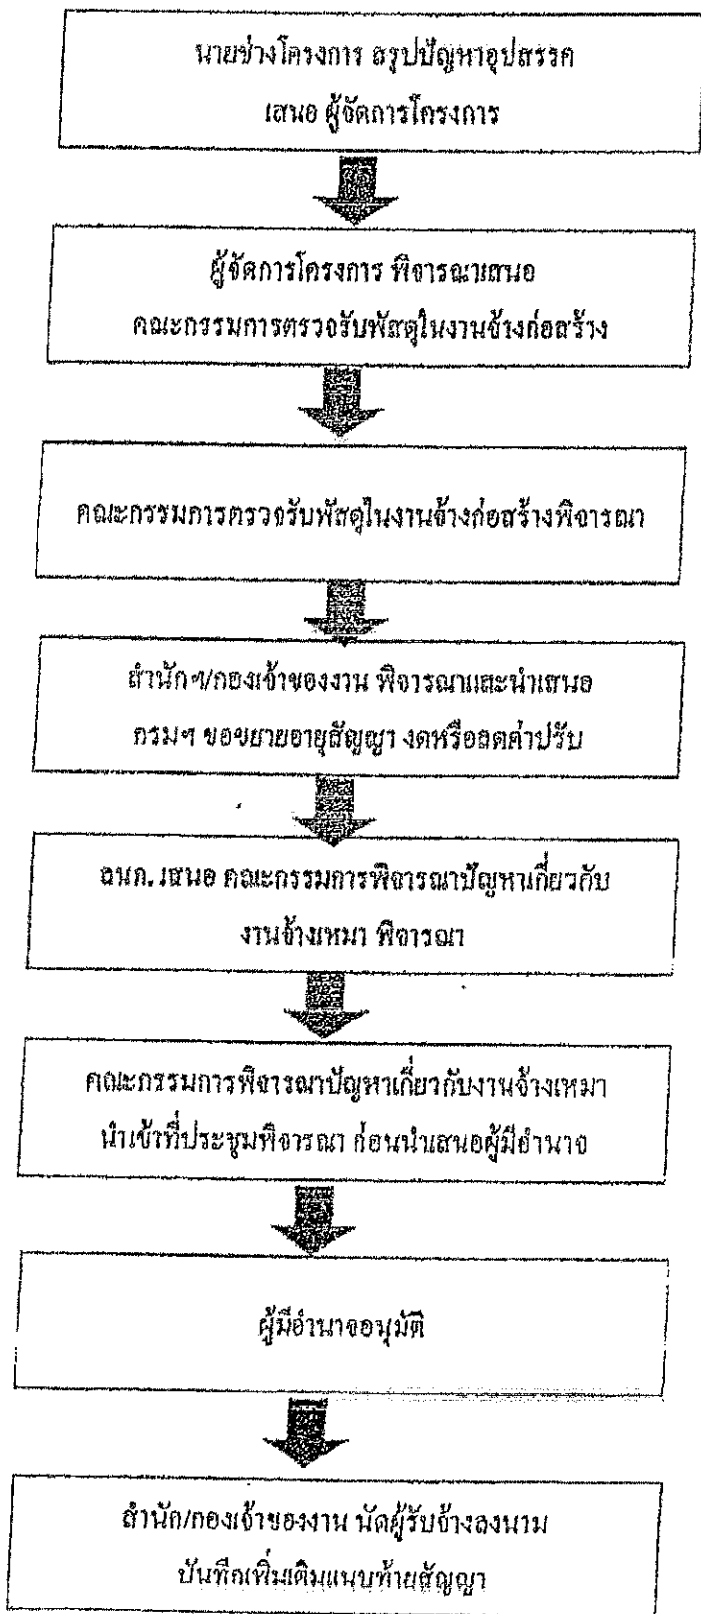 นายช่างโครงการ สรุปปัญหาอุปสรรค
เสนอ ผู้จัดการโครงการ
ผู้จัดการโครงการ พิจารณาเสนอ
คณะกรรมการตรวจรับพัสดุในงานจ้างก่อสร้าง
คณะกรรมการตรวจรับพัสดุในงานจ้างก่อสร้างพิจารณา
สำนักฯ/กองเจ้าของงาน พิจารณาและนำเสนอ
กรมฯ ขอขยายอายุสัญญา งดหรือลดค่าปรับ
ลนก. เสนอ คณะกรรมการพิจารณาปัญหาเกี่ยวกับ
งานจ้างเหมา พิจารณา
คณะกรรมการพิจารณาปัญหาเกี่ยวกับงานจ้างเหมา
นำเข้าที่ประชุมพิจารณา ก่อนนำเสนอผู้มีอำนาจ
ผู้มีอำนาจอนุมัติ
สำนัก/กองเจ้าของงาน นัดผู้รับจ้างลงนาม
บันทึกเพิ่มเติมแนบท้ายสัญญา